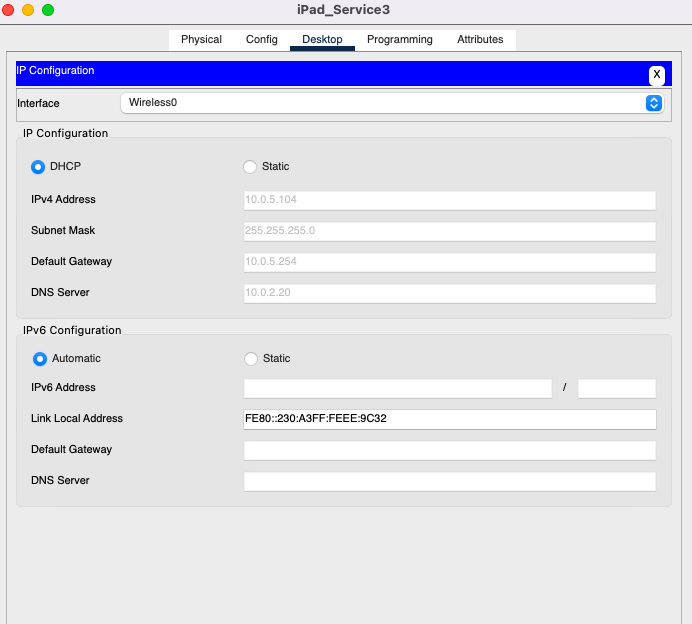 iPad_Service3
Physical Config Desktop Programming Attributes
IP Configuration
X
Interface Wireless0
IP Configuration
DHCP Static
IPv4 Address 10.0.5.104
Subnet Mask 255.255.255.0
Default Gateway 10.0.5.254
DNS Server 10.0.2.20
IPv6 Configuration
Automatic Static
IPv6 Address /
Link Local Address FE80::230:A3FF:FEEE:9C32
Default Gateway
DNS Server